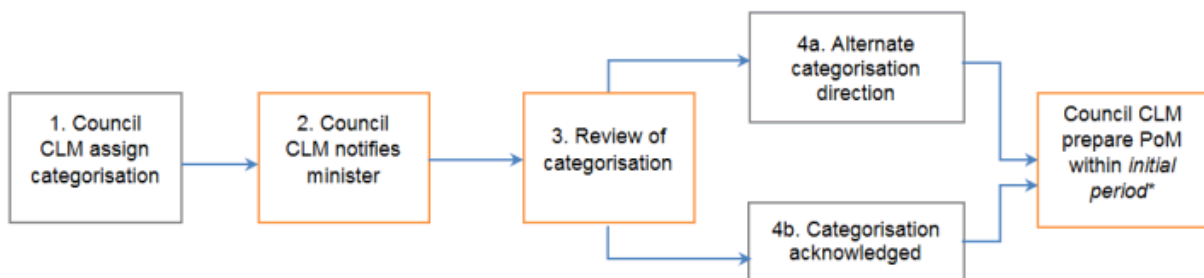 1. Council
CLM assign
categorisation
2. Council
CLM notifies
minister
3. Review of
categorisation
4a. Alternate
categorisation
direction
4b. Categorisation
acknowledged
Council CLM
prepare PoM
within initial
period*